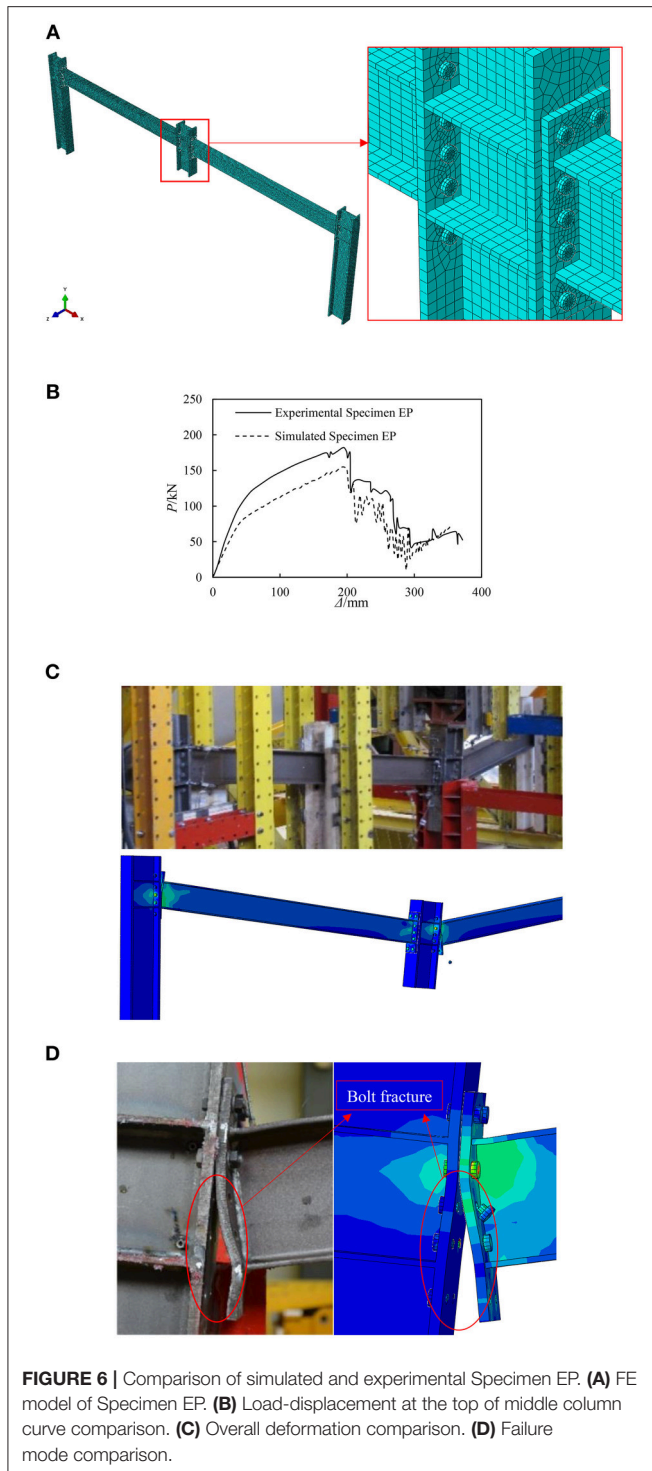 A
Y
Z
X
B
250
200
150
100
50
0
P/kN
Experimental Specimen EP
Simulated Specimen EP
0
100
200
300
400
Δ/mm
C
D
Bolt fracture
FIGURE 6 | Comparison of simulated and experimental Specimen EP. (A) FE
model of Specimen EP. (B) Load-displacement at the top of middle column
curve comparison. (C) Overall deformation comparison. (D) Failure
mode comparison.